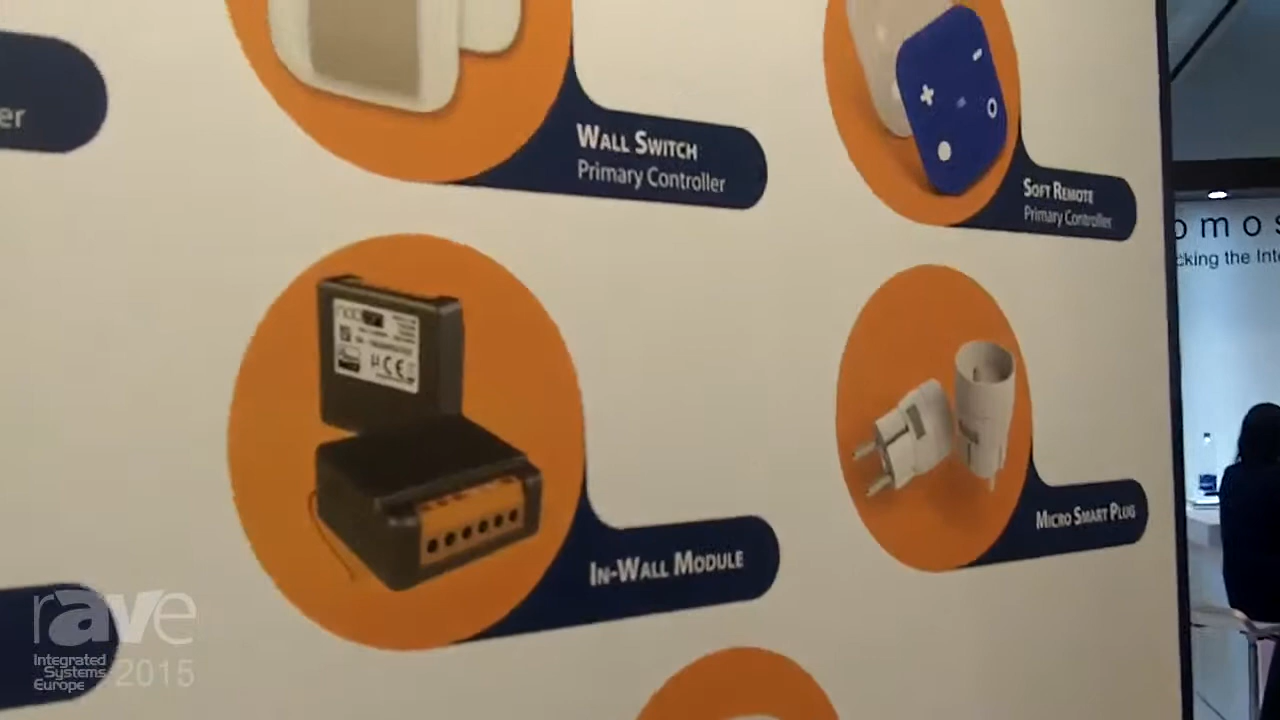 er
WALL SWITCH
Primary Controller
SOFT REMOTE
Primary Controller
omos
cking the Inte
IN-WALL MODULE
MICRO SMART PLUG
rave
Integrated
Systems
Europe
2015